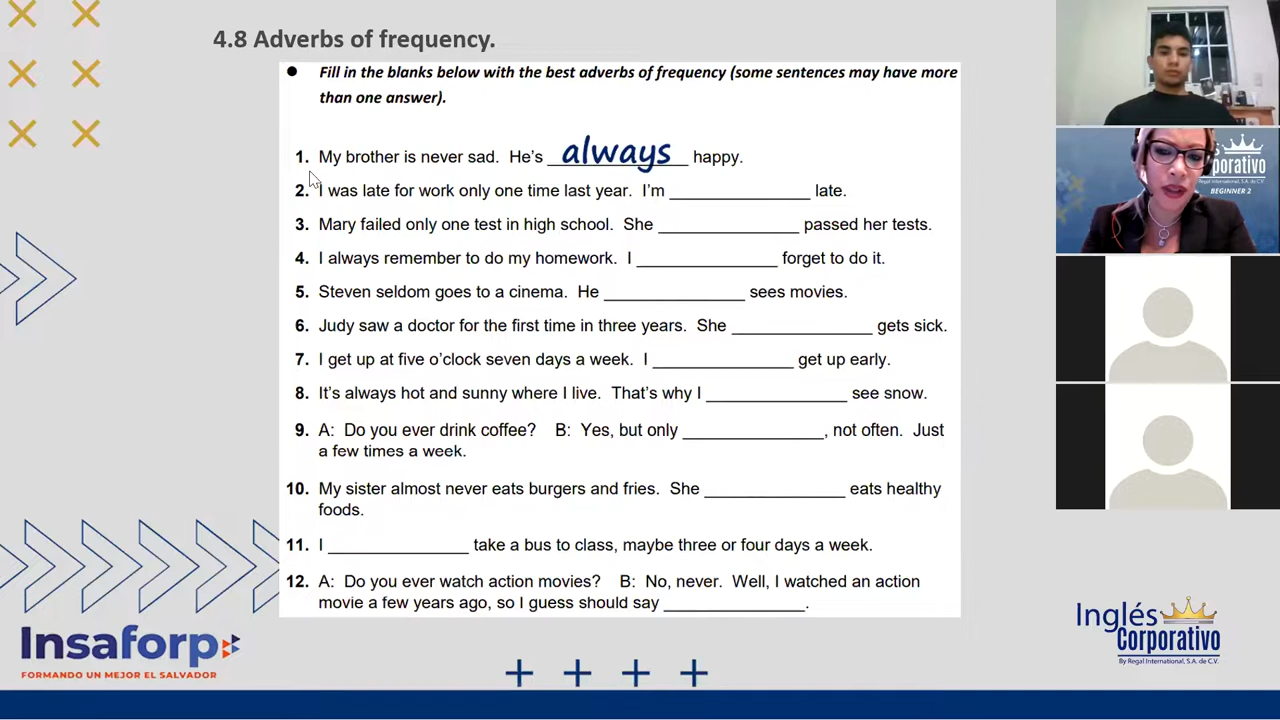 4.8 Adverbs of frequency.
● Fill in the blanks below with the best adverbs of frequency (some sentences may have more
than one answer).
1. My brother is never sad. He's always happy.
2. I was late for work only one time last year. I'm _______________ late.
3. Mary failed only one test in high school. She _______________ passed her tests.
4. I always remember to do my homework. I _______________ forget to do it.
5. Steven seldom goes to a cinema. He _______________ sees movies.
6. Judy saw a doctor for the first time in three years. She _______________ gets sick.
7. I get up at five o'clock seven days a week. I _______________ get up early.
8. It's always hot and sunny where I live. That's why I _______________ see snow.
9. A: Do you ever drink coffee? B: Yes, but only _______________, not often. Just
a few times a week.
10. My sister almost never eats burgers and fries. She _______________ eats healthy
foods.
11. I _______________ take a bus to class, maybe three or four days a week.
12. A: Do you ever watch action movies? B: No, never. Well, I watched an action
movie a few years ago, so I guess should say _______________.
porativo
Regal International, S.A. de C.V.
BEGINNER 2
Insaforp
FORMANDO UN MEJOR EL SALVADOR
Inglés
Corporativo
By Regal International, S.A. de C.V.